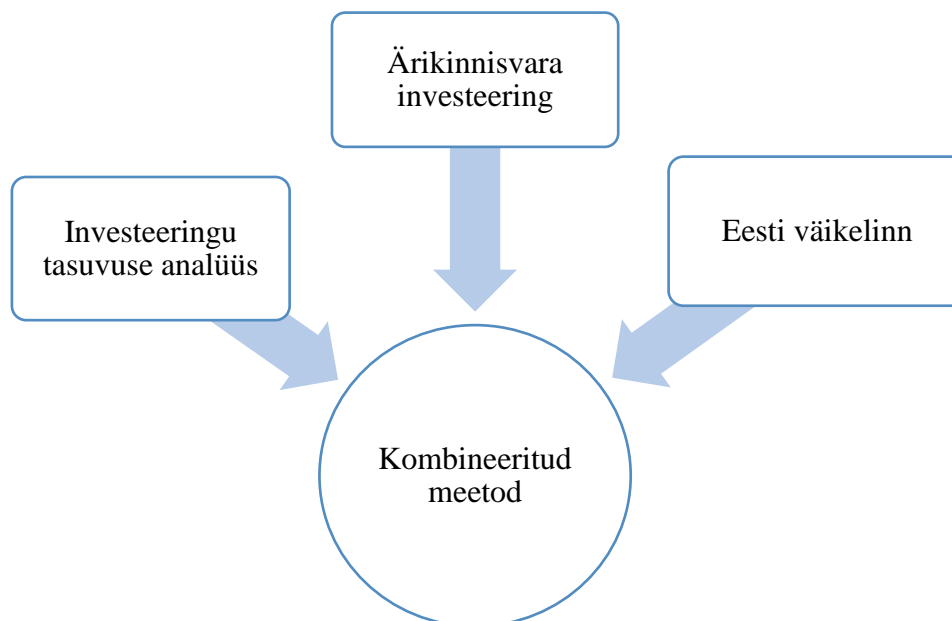 Ärikinnisvara
investeering
Investeeringu
tasuvuse analüüs
Eesti väikelinn
Kombineeritud
meetod